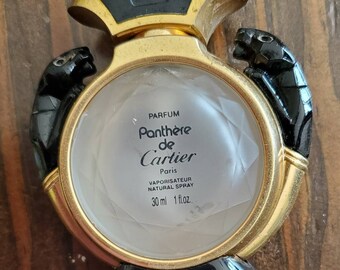 PARFUM
Panthère
de
Cartier
Paris
VAPORISATEUR
NATURAL SPRAY
30 ml 1 fl.oz.